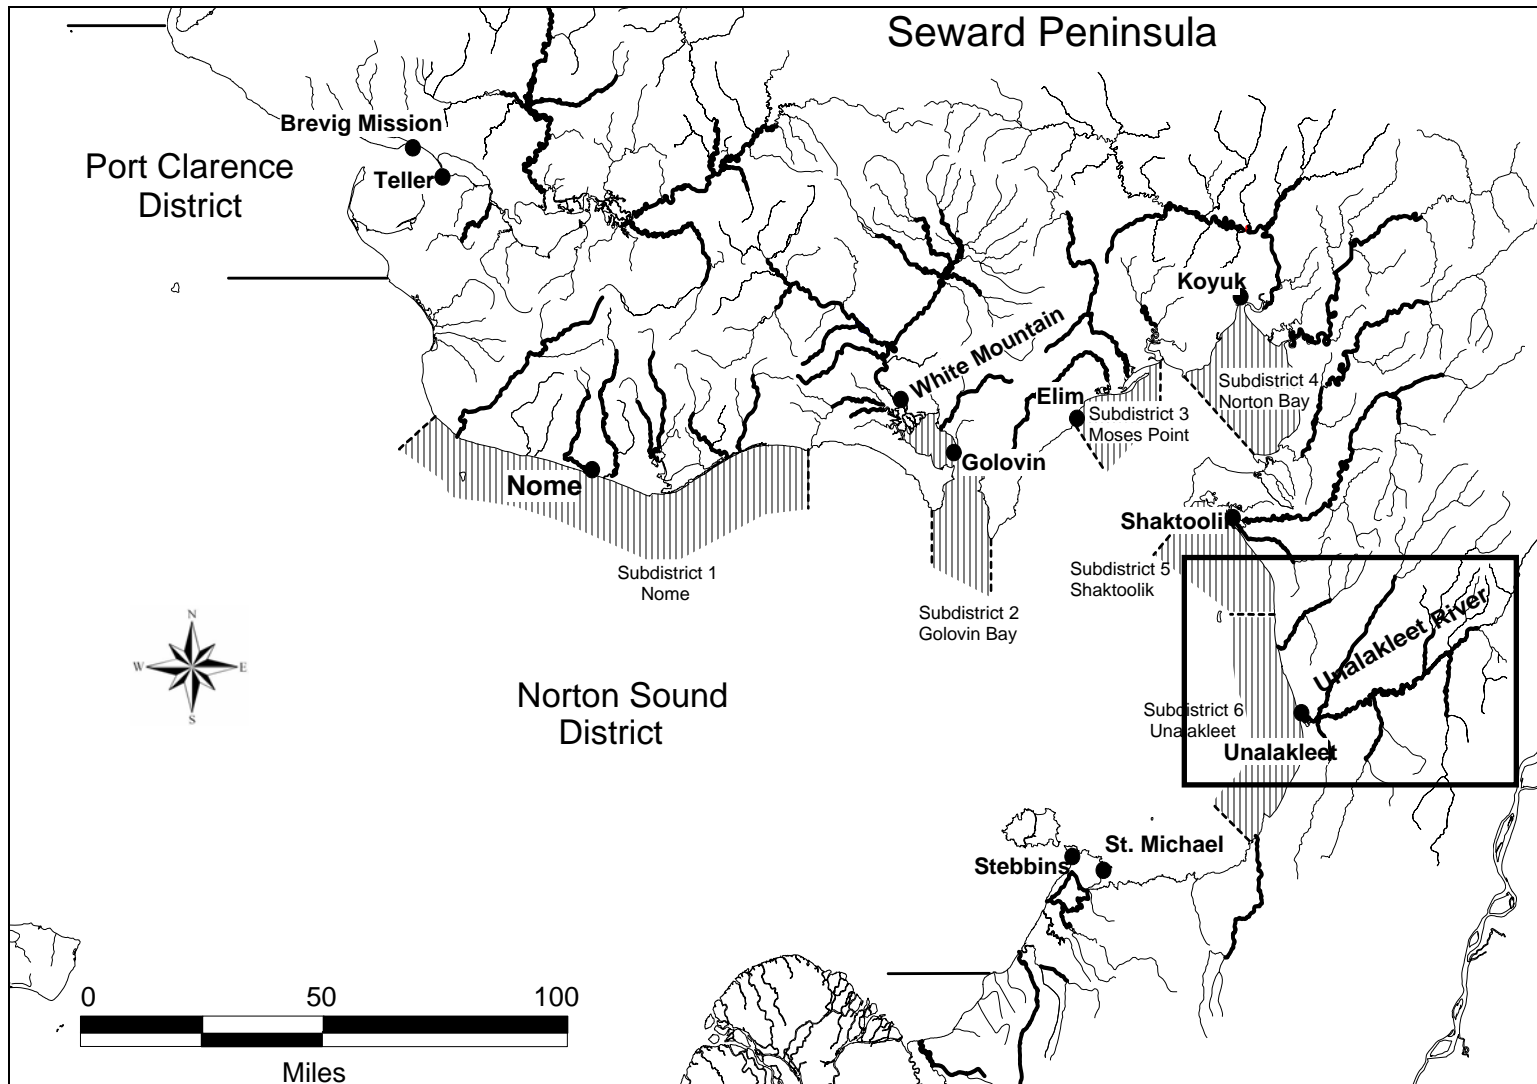 Seward Peninsula
Brevig Mission
Port Clarence
District
Teller
Koyuk
White Mountain
Elim
Subdistrict 4
Norton Bay
Subdistrict 3
Moses Point
Golovin
Nome
Shaktoolik
Subdistrict 1
Nome
Subdistrict 5
Shaktoolik
Subdistrict 2
Golovin Bay
Unalakleet River
N
W
E
S
Norton Sound
District
Subdistrict 6
Unalakleet
Unalakleet
St. Michael
Stebbins
0 50 100
Miles